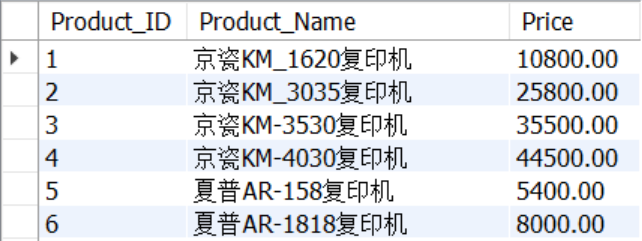 Product_ID Product_Name Price
1 京瓷KM_1620复印机 10800.00
2 京瓷KM_3035复印机 25800.00
3 京瓷KM-3530复印机 35500.00
4 京瓷KM-4030复印机 44500.00
5 夏普AR-158复印机 5400.00
6 夏普AR-1818复印机 8000.00